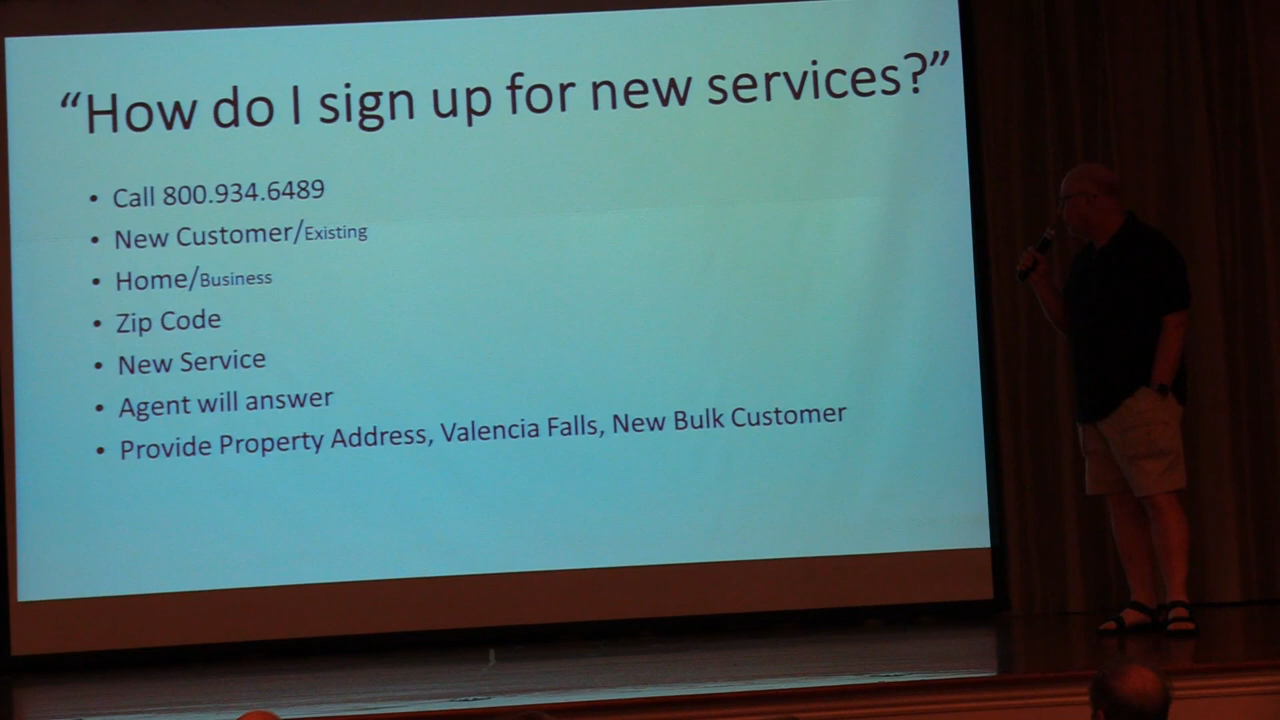 “How do I sign up for new services?”
• Call 800.934.6489
• New Customer/Existing
• Home/Business
• Zip Code
• New Service
• Agent will answer
• Provide Property Address, Valencia Falls, New Bulk Customer